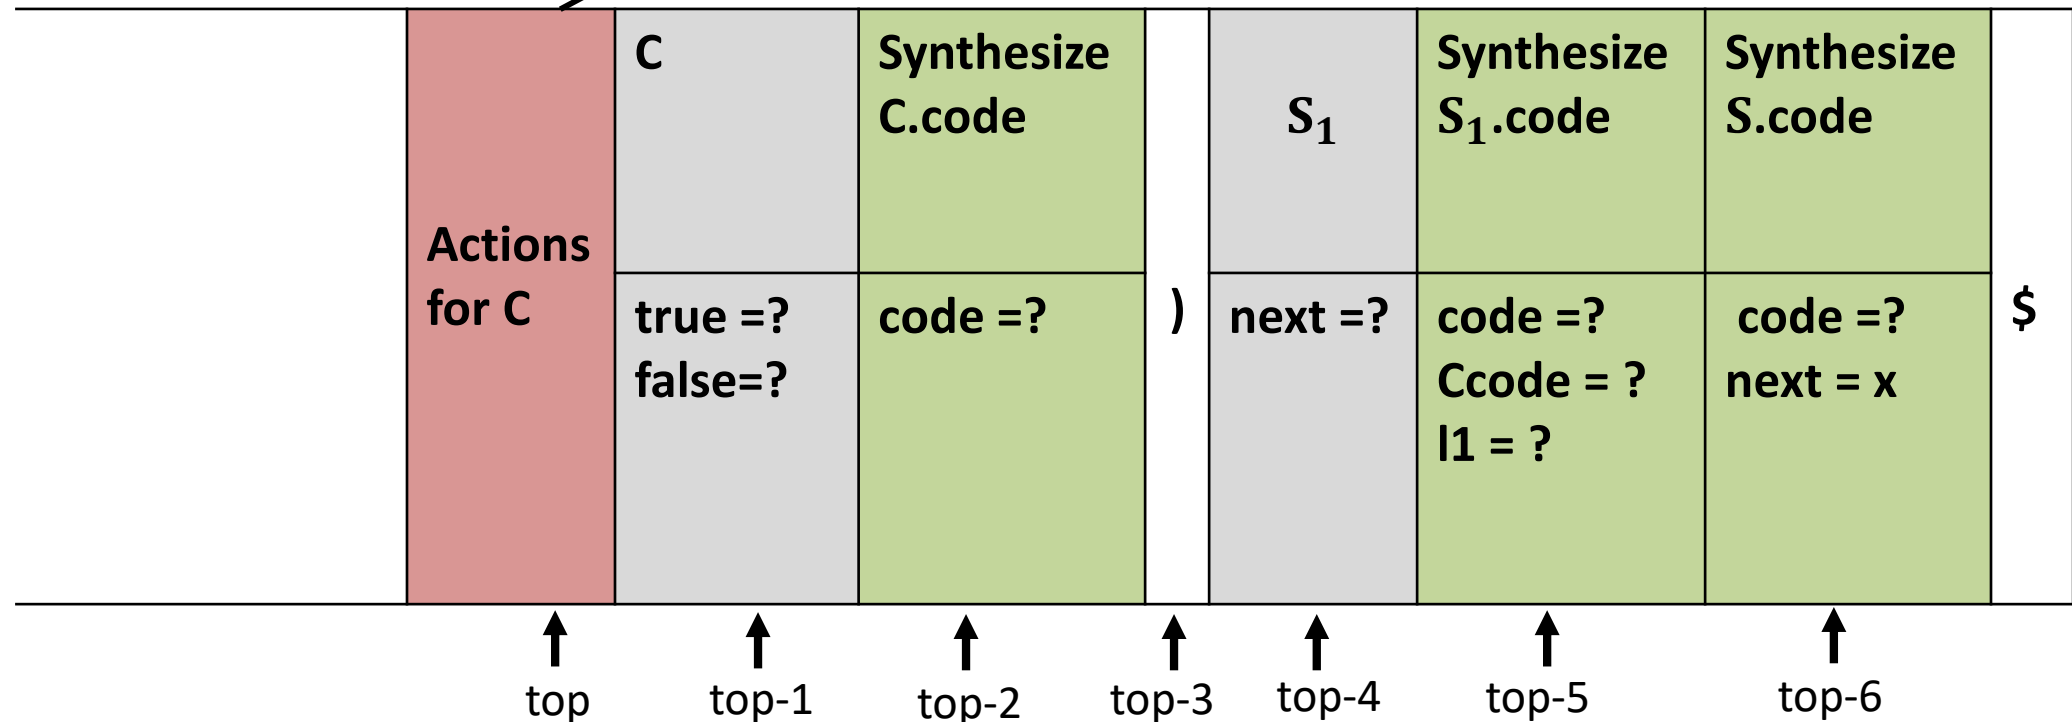 Actions
for C
C
true =?
false=?
Synthesize
C.code
code =?
)
S₁
next =?
Synthesize
S₁.code
code =?
Ccode = ?
l1 = ?
Synthesize
S.code
code =?
next = x
$
top
top-1
top-2
top-3
top-4
top-5
top-6